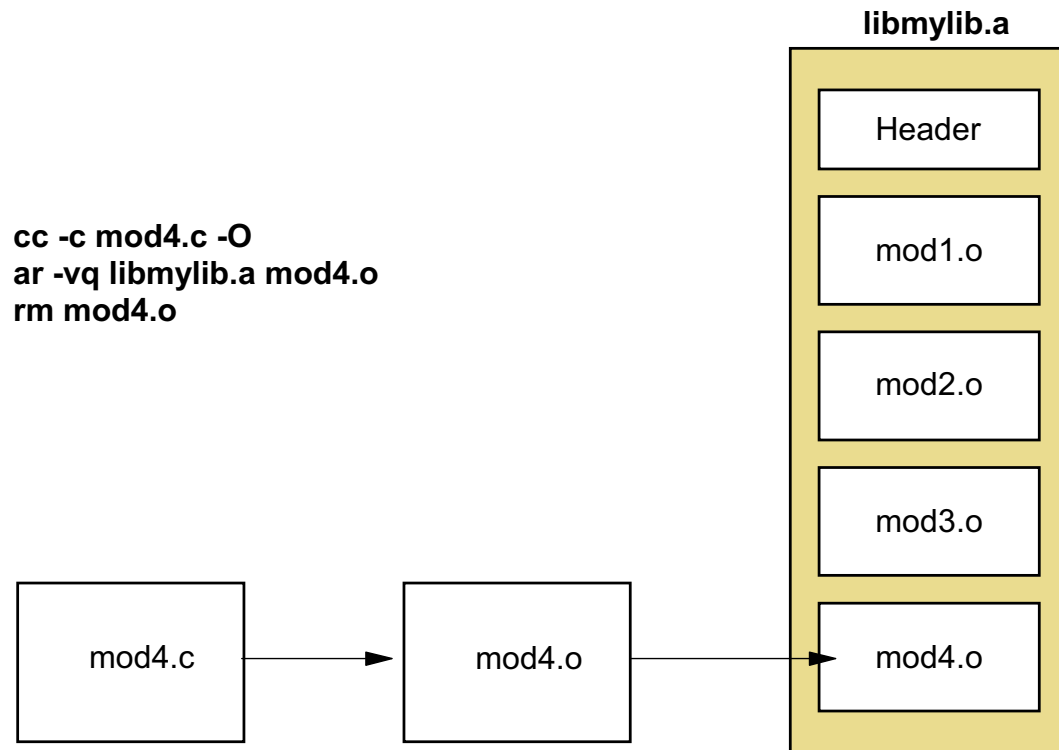 libmylib.a
Header
cc -c mod4.c -O
ar -vq libmylib.a mod4.o
rm mod4.o
mod1.o
mod2.o
mod3.o
mod4.c
mod4.o
mod4.o